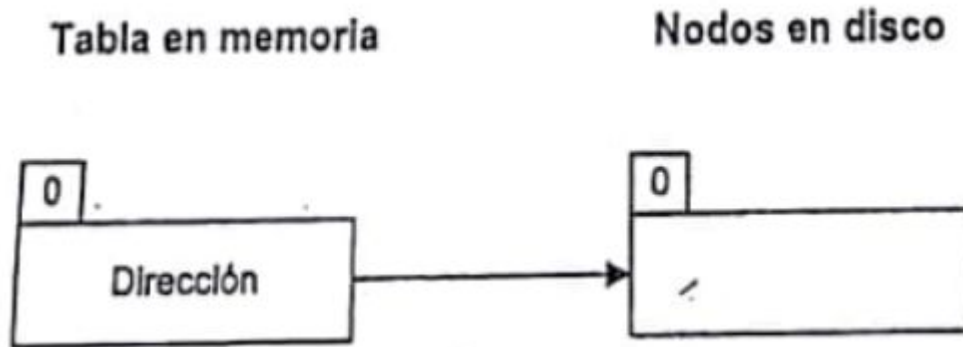 Tabla en memoria
Nodos en disco
0
0
Dirección